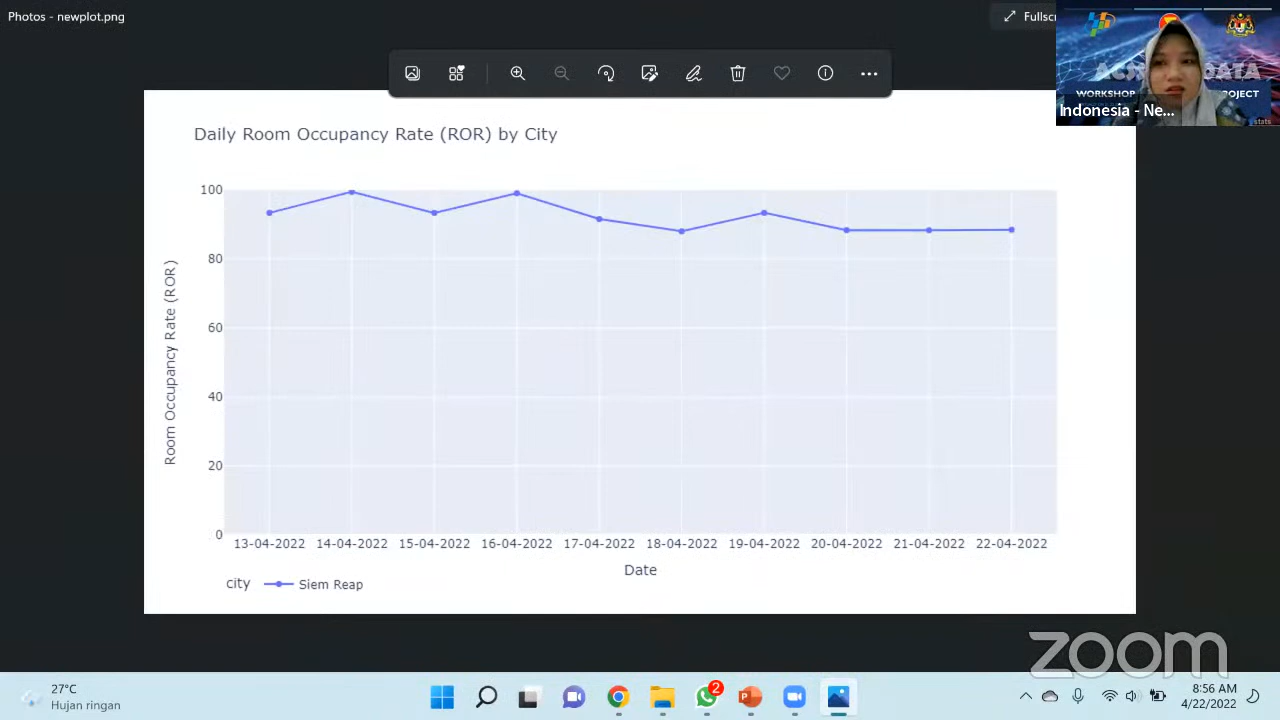 Photos - newplot.png
Fullscr
WORKSHOP
DATA
PROJECT
Indonesia - Ne...
stats
Daily Room Occupancy Rate (ROR) by City
Room Occupancy Rate (ROR)
100
80
60
40
20
0
13-04-2022 14-04-2022 15-04-2022 16-04-2022 17-04-2022 18-04-2022 19-04-2022 20-04-2022 21-04-2022 22-04-2022
Date
city Siem Reap
zoom
27°C
Hujan ringan
2
8:56 AM
4/22/2022